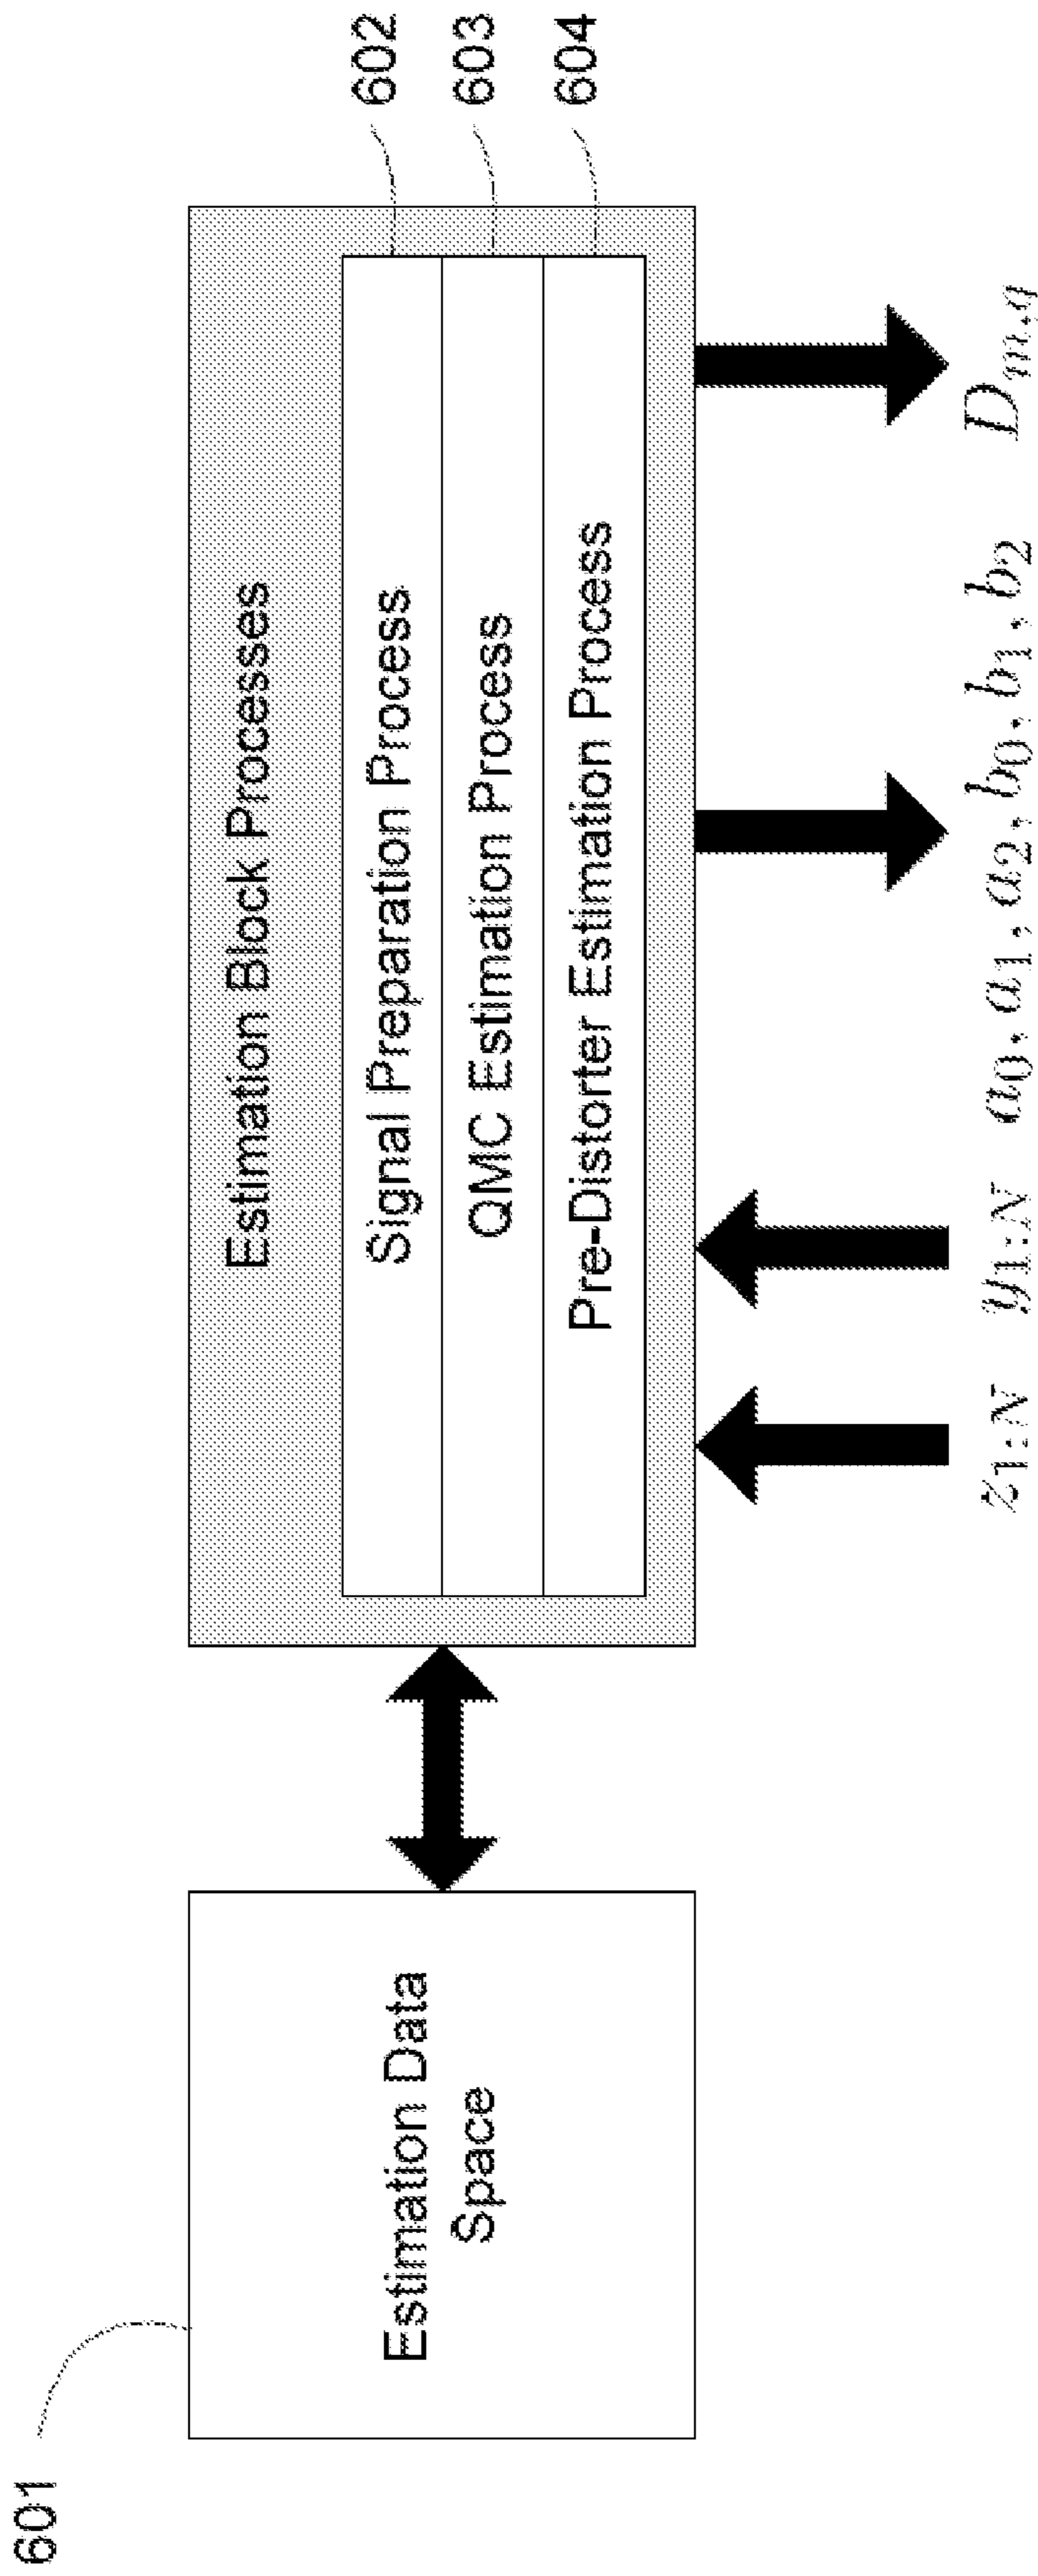 601
Estimation Data
Space
Estimation Block Processes
Signal Preparation Process
602
QMC Estimation Process
603
Pre-Distorter Estimation Process
604
z1:N
y1:N
a0, a1, a2, b0, b1, b2
Dm,q